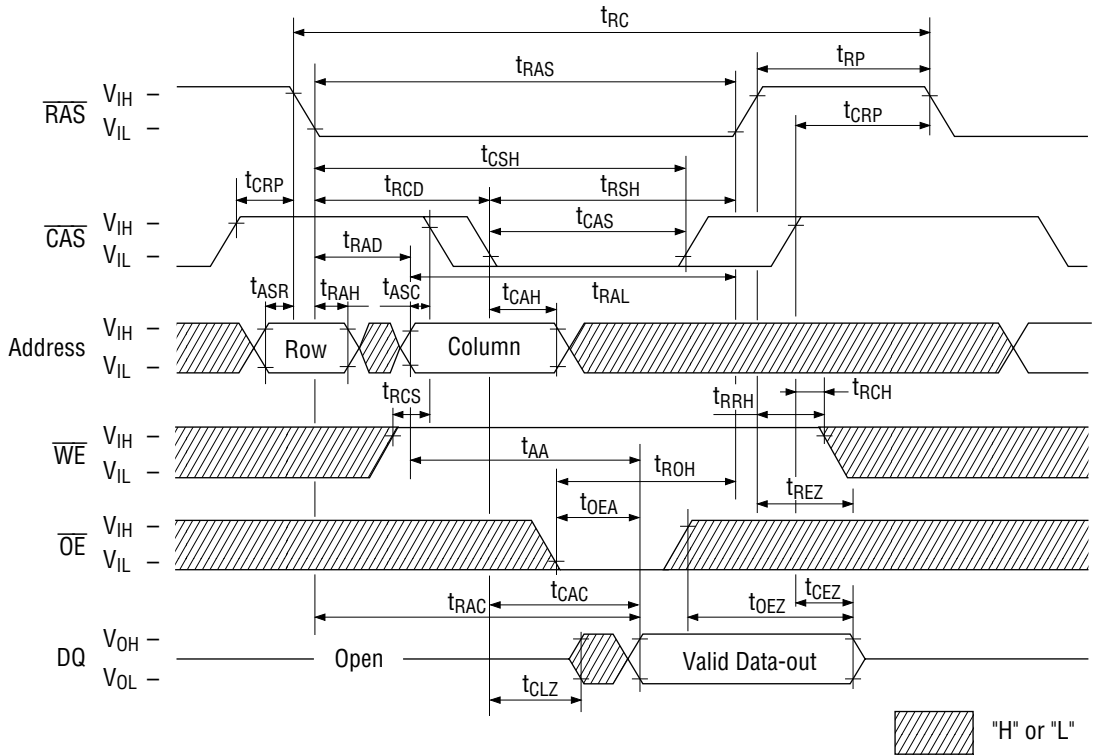 tRC
tRAS
tRP
RAS
VIH
VIL
tCRP
tCSH
tCRP
tRCD
tRSH
CAS
VIH
VIL
tCAS
tRAD
tRAL
tASR
tRAH
tASC
tCAH
Address
VIH
VIL
Row
Column
tRCS
tRRH
tRCH
WE
VIH
VIL
tAA
tROH
tREZ
tOEA
OE
VIH
VIL
tCAC
tRAC
tCEZ
tOEZ
DQ
VOH
VOL
Open
Valid Data-out
tCLZ
"H" or "L"